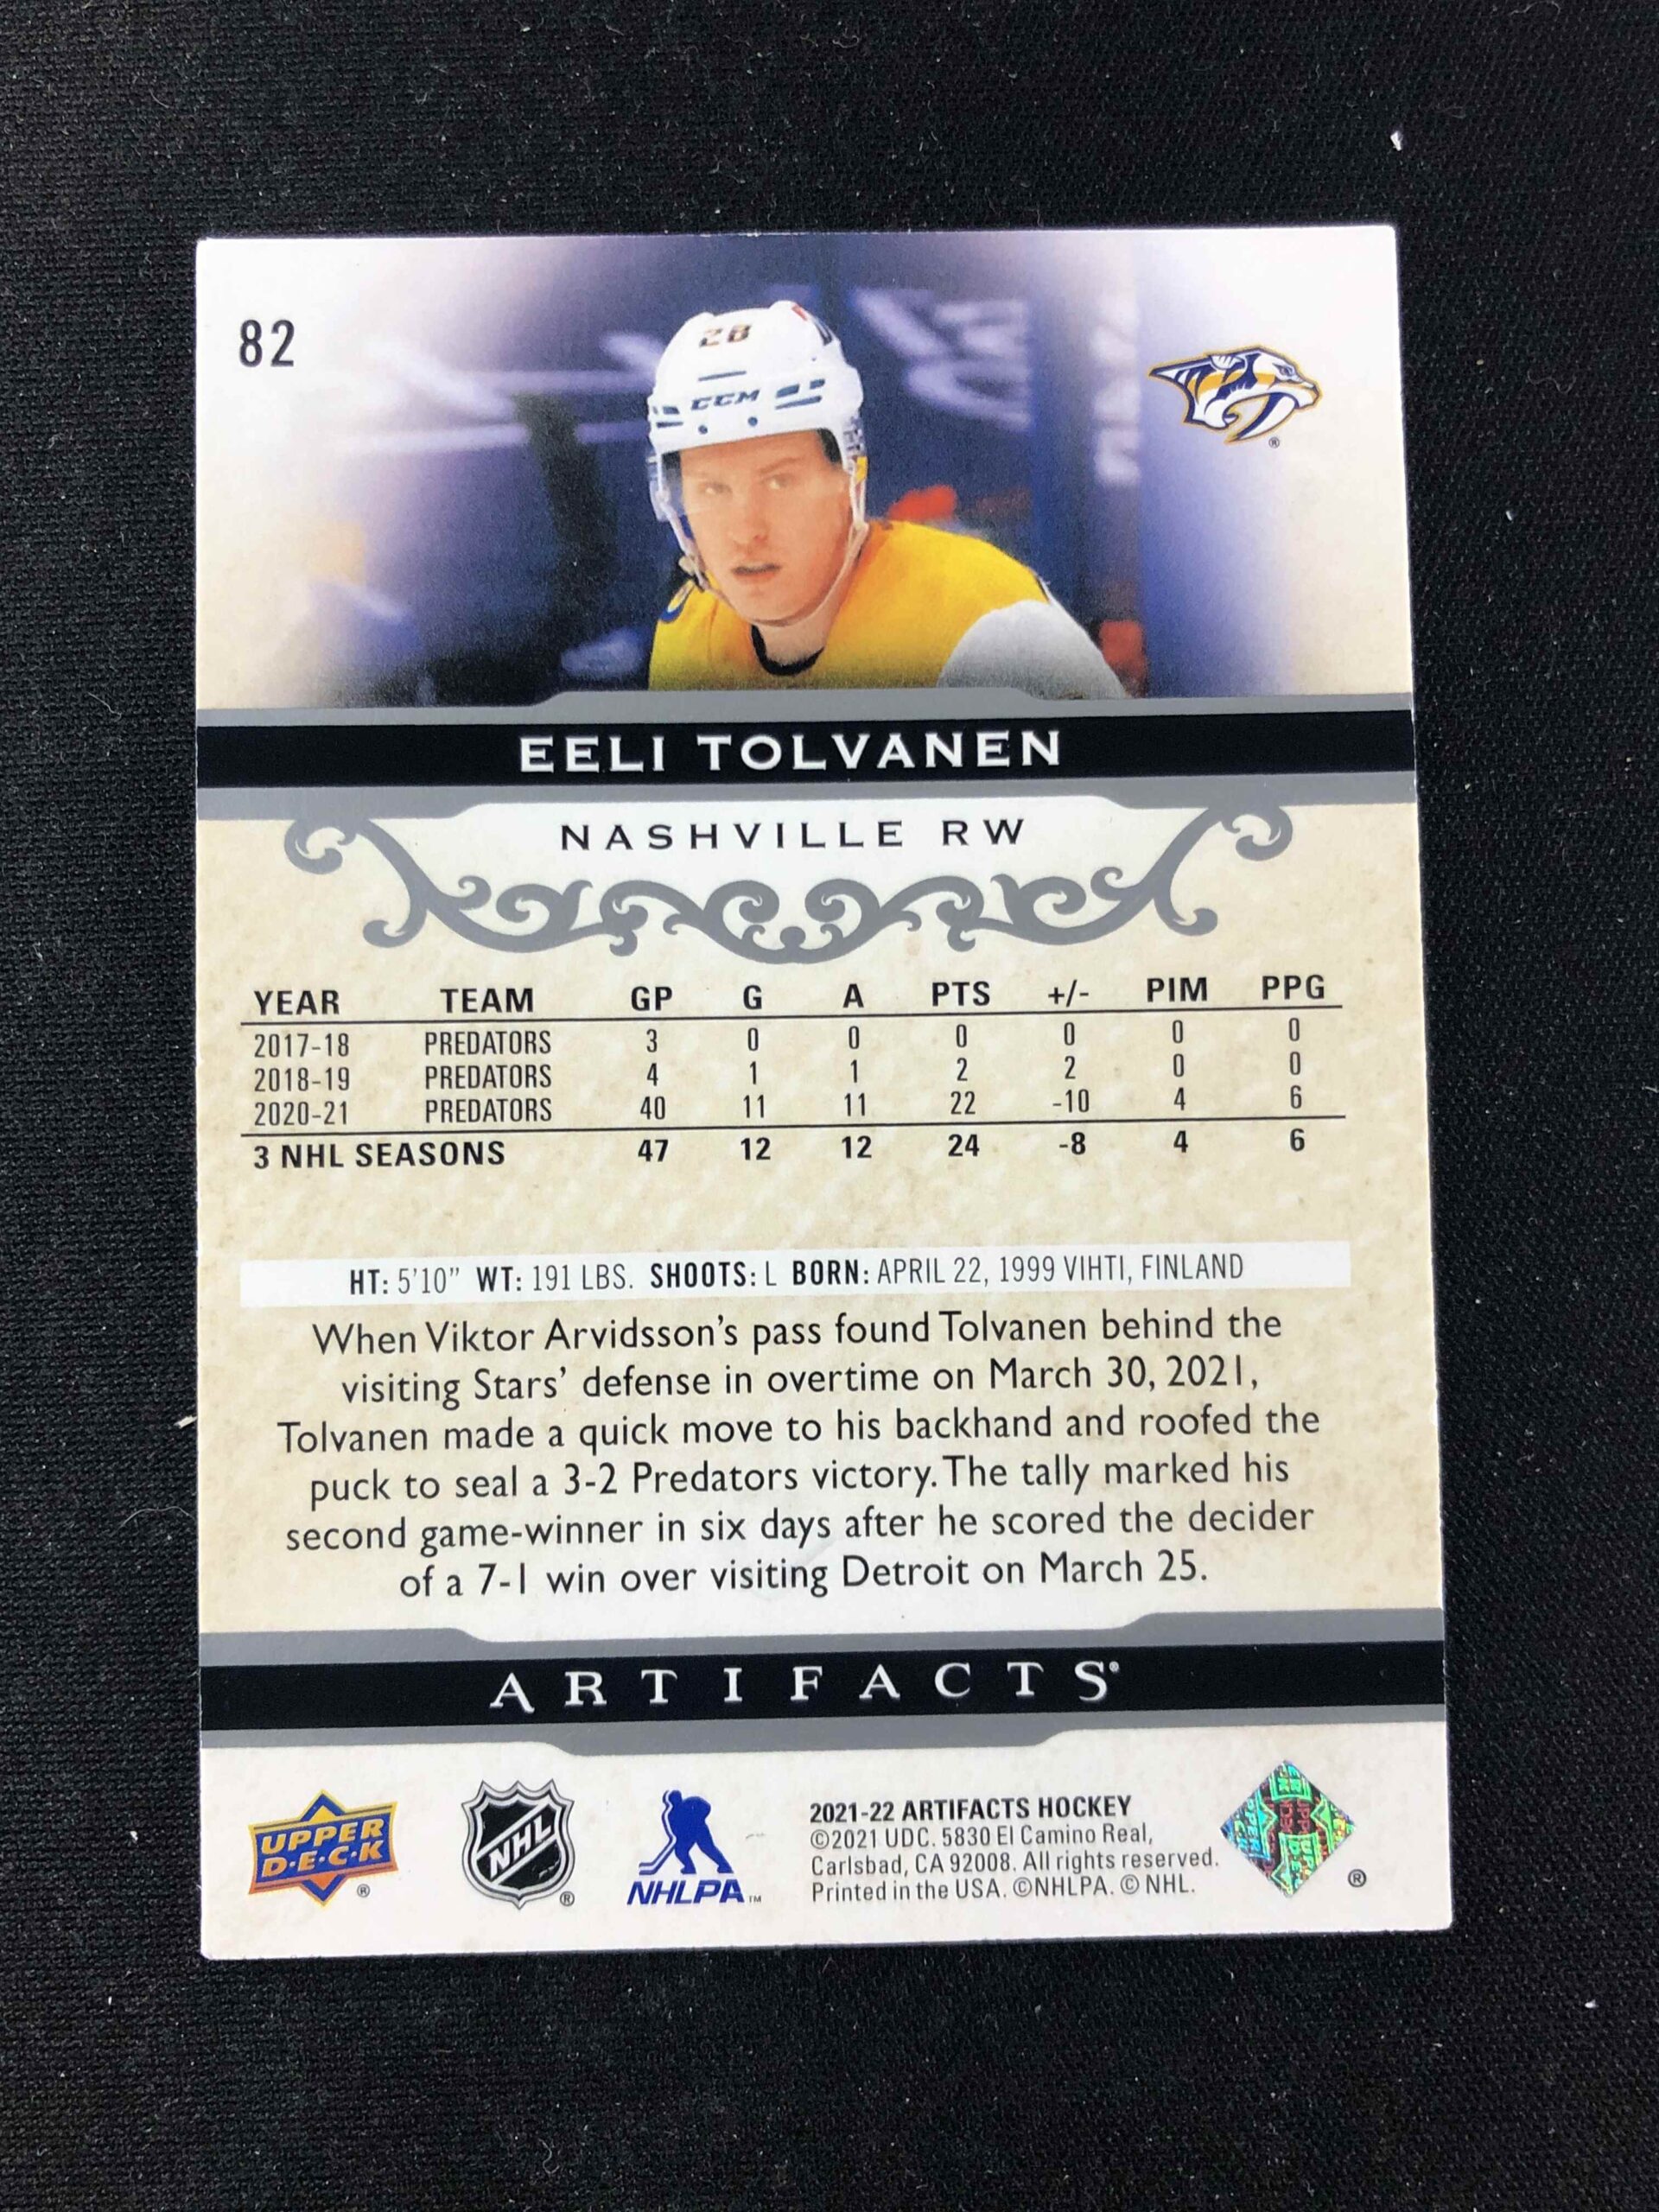 82
28
CCM
EELI TOLVANEN
NASHVILLE RW
YEAR TEAM GP G A PTS +/- PIM PPG
2017-18 PREDATORS 3 0 0 0 0 0 0
2018-19 PREDATORS 4 1 1 2 2 0 0
2020-21 PREDATORS 40 11 11 22 -10 4 6
3 NHL SEASONS 47 12 12 24 -8 4 6
HT: 5'10" WT: 191 LBS. SHOOTS: L BORN: APRIL 22, 1999 VIHTI, FINLAND
When Viktor Arvidsson's pass found Tolvanen behind the
visiting Stars' defense in overtime on March 30, 2021,
Tolvanen made a quick move to his backhand and roofed the
puck to seal a 3-2 Predators victory. The tally marked his
second game-winner in six days after he scored the decider
of a 7-1 win over visiting Detroit on March 25.
ARTIFACTS®
UPPER
D·E·C·K
®
NHL
®
NHLPA™
2021-22 ARTIFACTS HOCKEY
©2021 UDC. 5830 El Camino Real,
Carlsbad, CA 92008. All rights reserved.
Printed in the USA. ©NHLPA. © NHL.
®